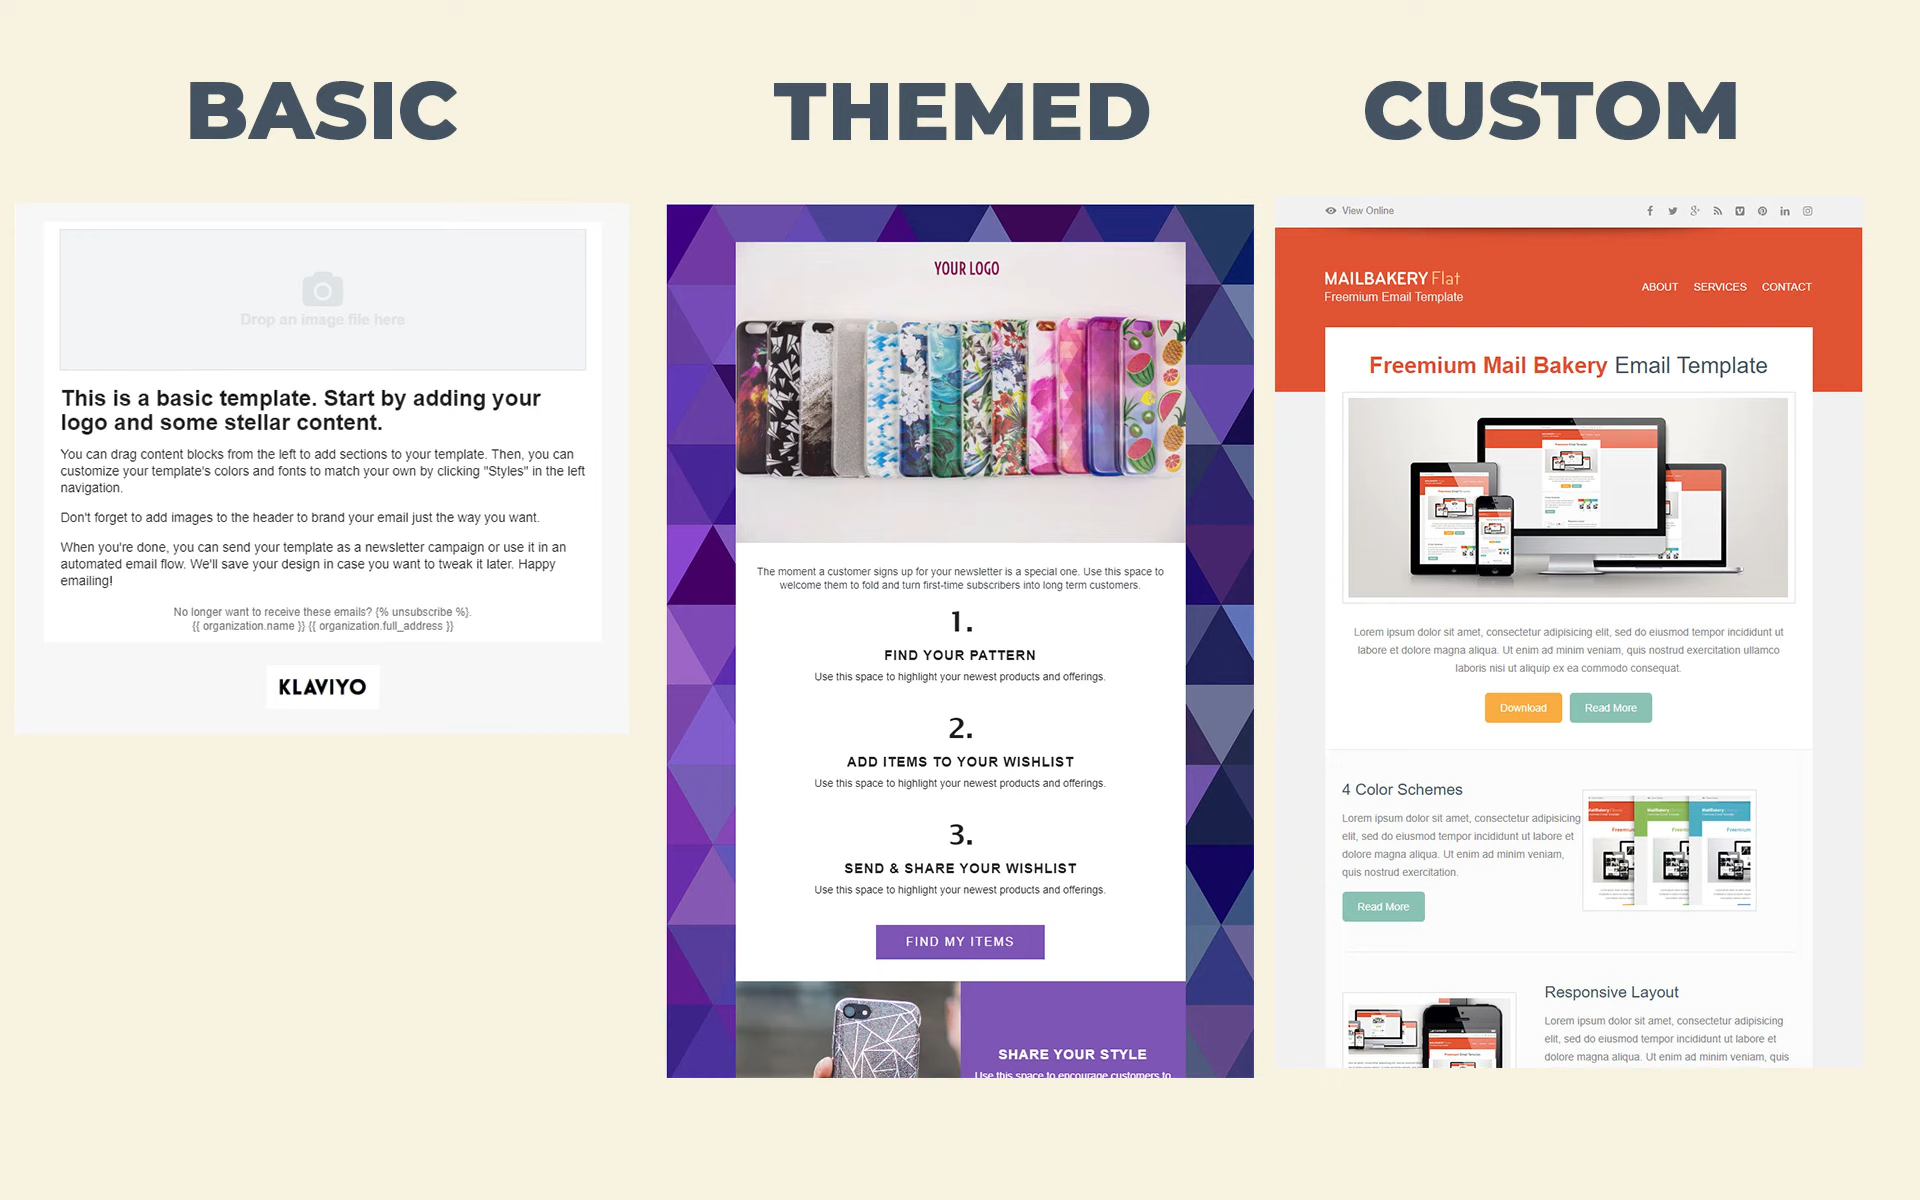 BASIC
THEMED
CUSTOM
Drop an image file here
This is a basic template. Start by adding your
logo and some stellar content.
You can drag content blocks from the left to add sections to your template. Then, you can
customize your template's colors and fonts to match your own by clicking "Styles" in the left
navigation.
Don't forget to add images to the header to brand your email just the way you want.
When you're done, you can send your template as a newsletter campaign or use it in an
automated email flow. We'll save your design in case you want to tweak it later. Happy
emailing!
No longer want to receive these emails? {% unsubscribe %}.
{{ organization.name }} {{ organization.full_address }}
KLAVIYO
YOUR LOGO
The moment a customer signs up for your newsletter is a special one. Use this space to
welcome them to fold and turn first-time subscribers into long term customers.
1.
FIND YOUR PATTERN
Use this space to highlight your newest products and offerings.
2.
ADD ITEMS TO YOUR WISHLIST
Use this space to highlight your newest products and offerings.
3.
SEND & SHARE YOUR WISHLIST
Use this space to highlight your newest products and offerings.
FIND MY ITEMS
SHARE YOUR STYLE
Use this space to encourage customers to
View Online
MAILBAKERY Flat
Freemium Email Template
ABOUT SERVICES CONTACT
Freemium Mail Bakery Email Template
Lorem ipsum dolor sit amet, consectetur adipisicing elit, sed do eiusmod tempor incididunt ut
labore et dolore magna aliqua. Ut enim ad minim veniam, quis nostrud exercitation ullamco
laboris nisi ut aliquip ex ea commodo consequat.
Download
Read More
4 Color Schemes
Lorem ipsum dolor sit amet, consectetur adipisicing
elit, sed do eiusmod tempor incididunt ut labore et
dolore magna aliqua. Ut enim ad minim veniam,
quis nostrud exercitation.
Read More
Responsive Layout
Lorem ipsum dolor sit amet, consectetur adipisicing
elit, sed do eiusmod tempor incididunt ut labore et
dolore magna aliqua. Ut enim ad minim veniam, quis